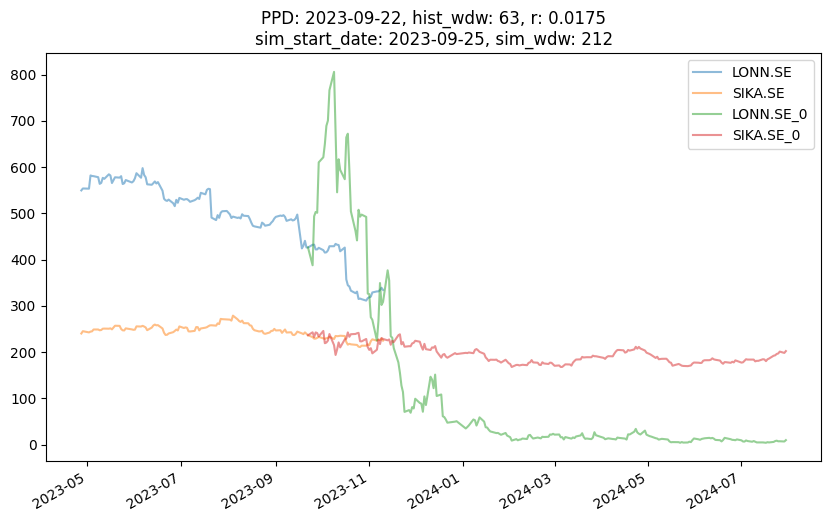 PPD: 2023-09-22, hist_wdw: 63, r: 0.0175
sim_start_date: 2023-09-25, sim_wdw: 212
LONN.SE
SIKA.SE
LONN.SE_0
SIKA.SE_0
800
700
600
500
400
300
200
100
0
2023-05
2023-07
2023-09
2023-11
2024-01
2024-03
2024-05
2024-07